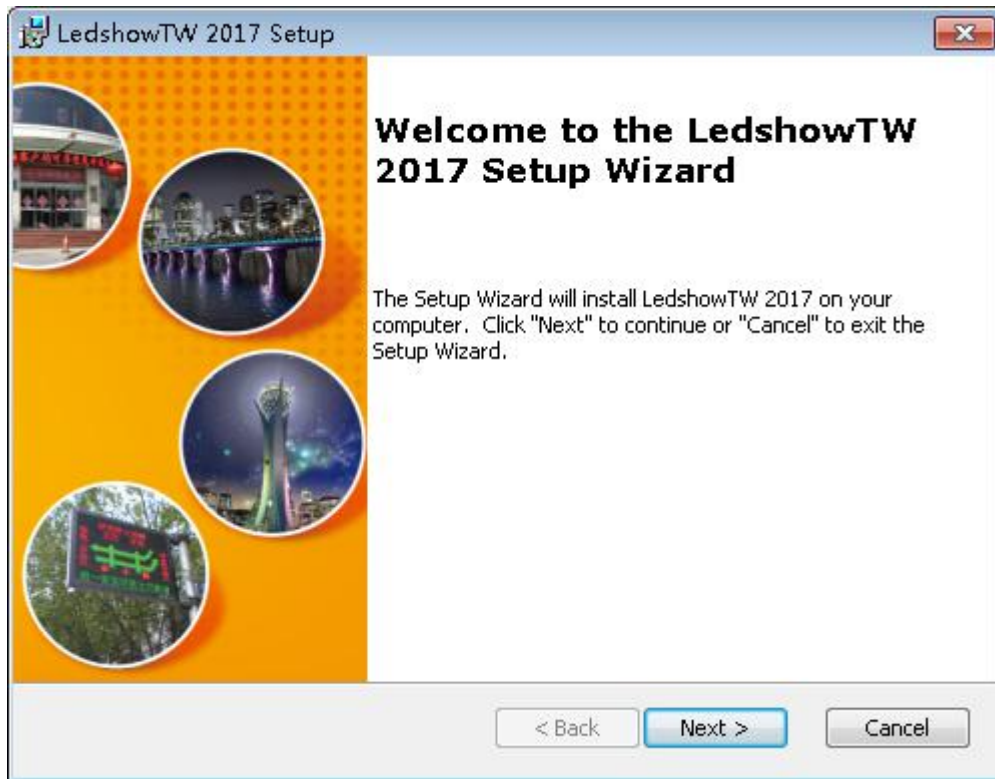 LedshowTW 2017 Setup
Welcome to the LedshowTW
2017 Setup Wizard
The Setup Wizard will install LedshowTW 2017 on your
computer. Click "Next" to continue or "Cancel" to exit the
Setup Wizard.
< Back
Next >
Cancel